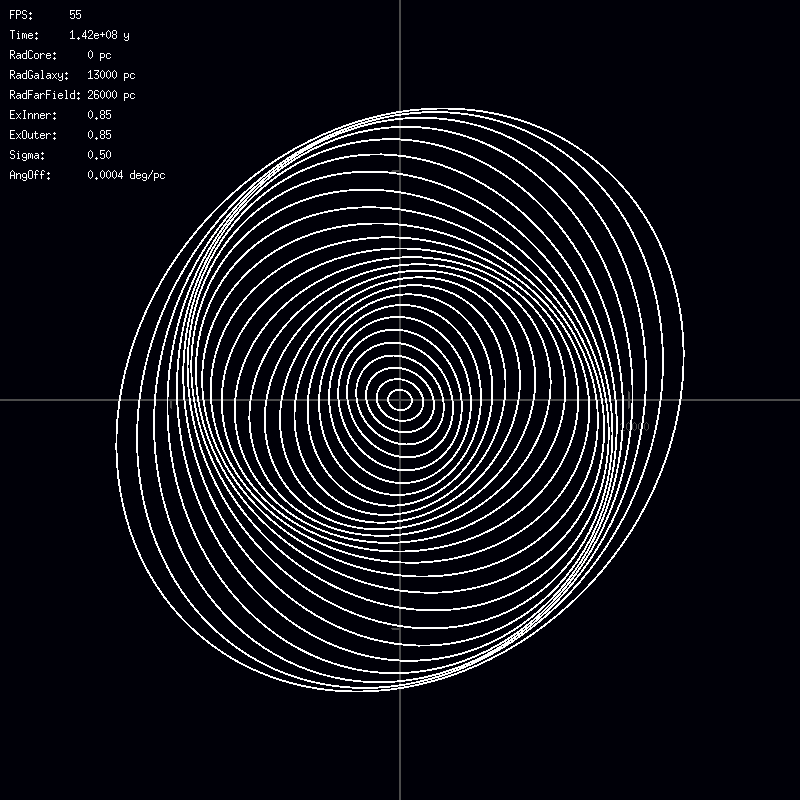 FPS: 55
Time: 1.42e+08 y
RadCore: 0 pc
RadGalaxy: 13000 pc
RadFarField: 26000 pc
ExInner: 0.85
ExOuter: 0.85
Sigma: 0.50
AngOff: 0.0004 deg/pc